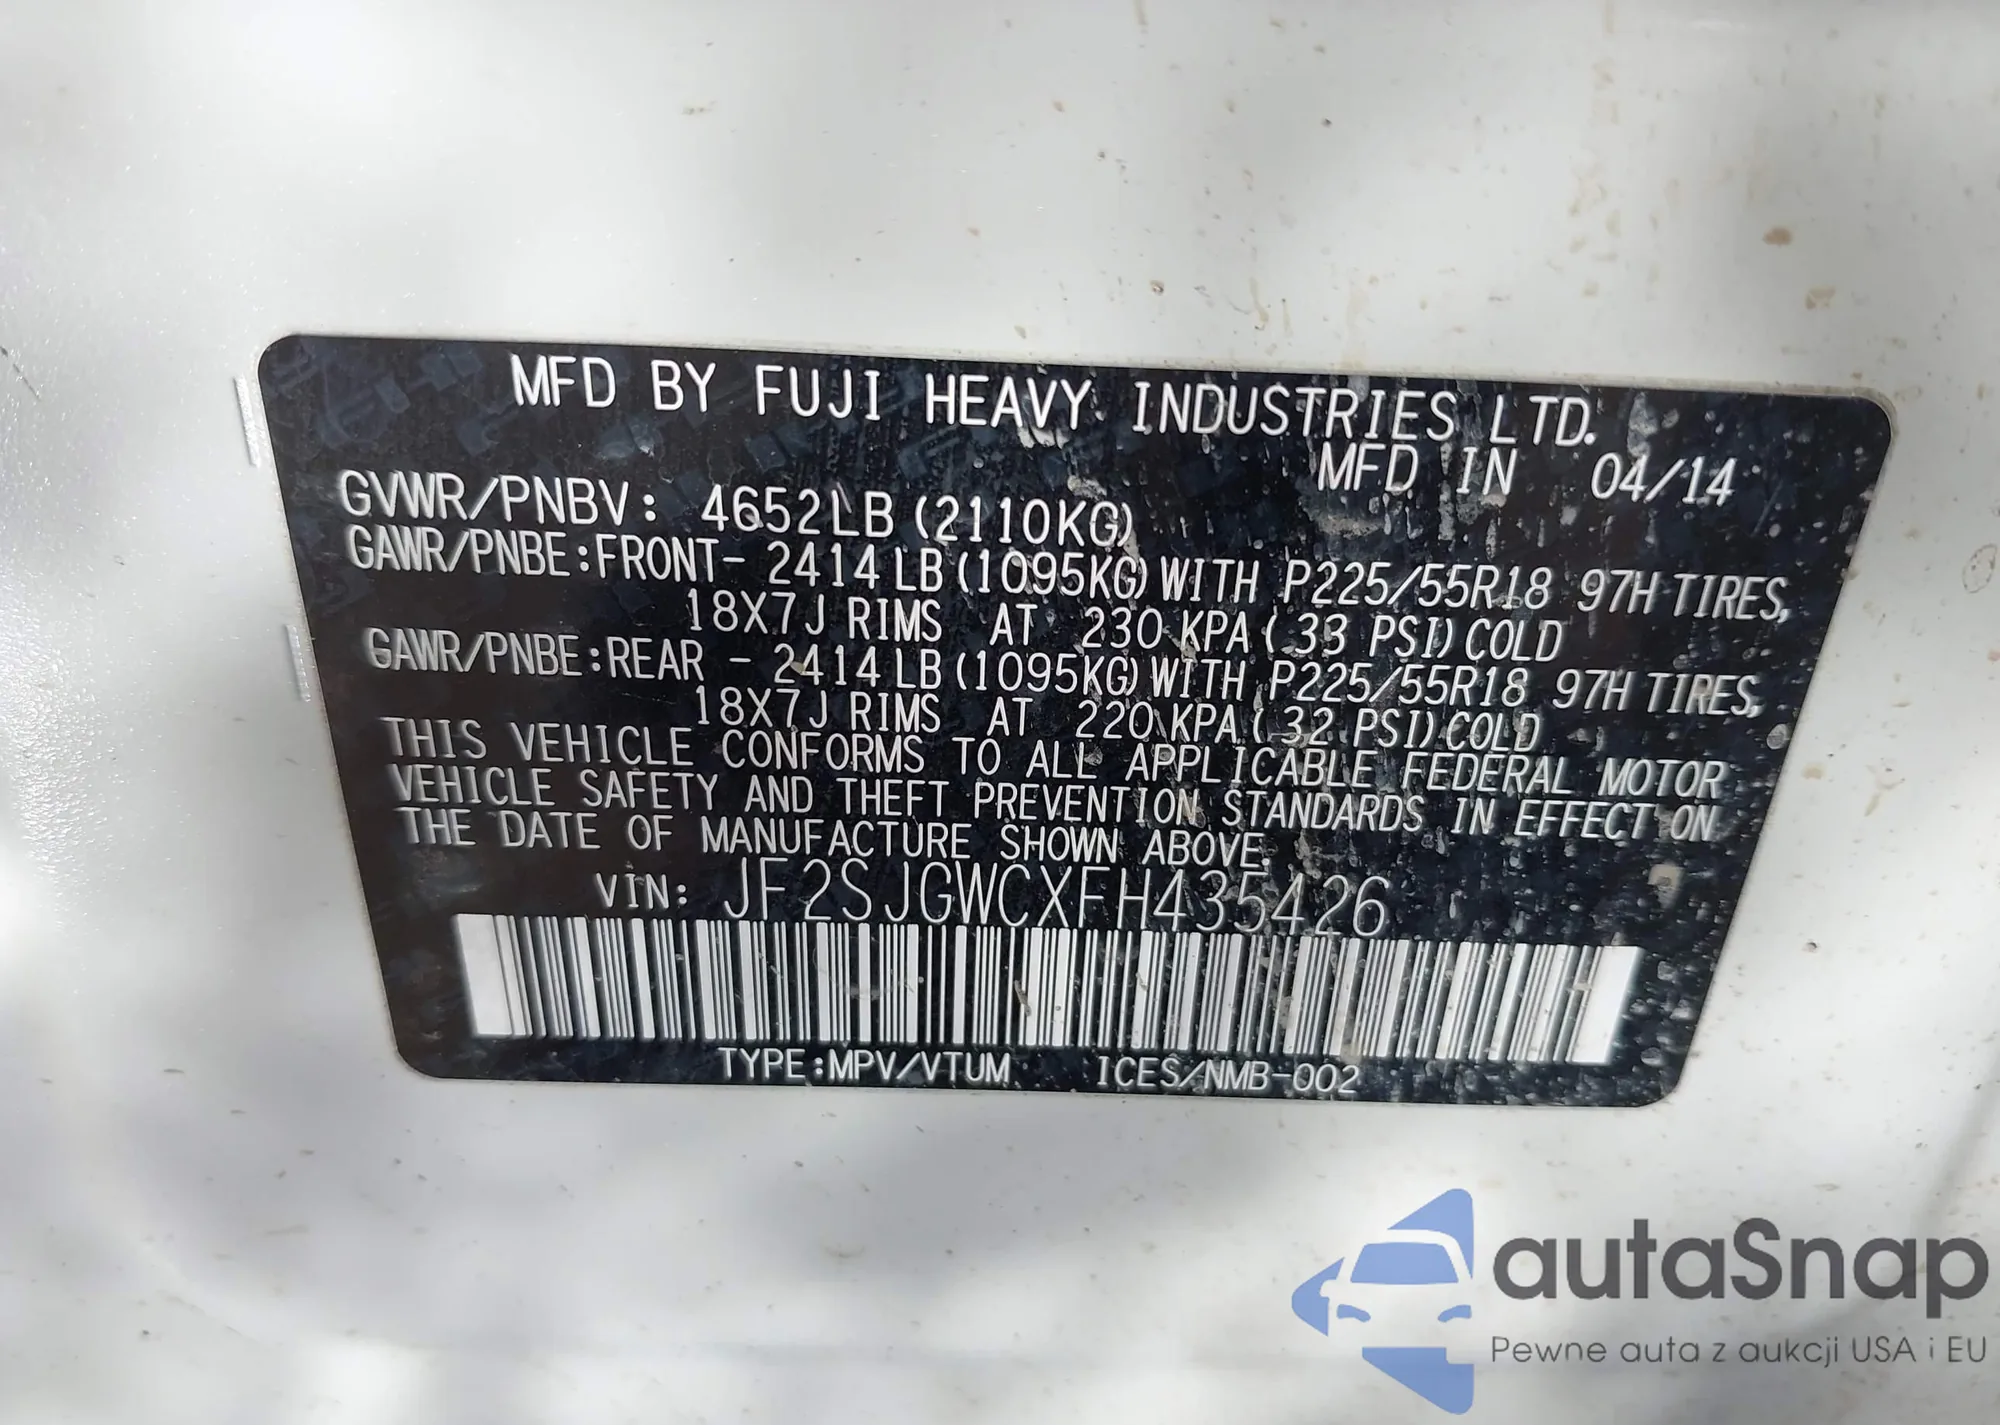 MFD BY FUJI HEAVY INDUSTRIES LTD.
MFD IN 04/14
GVWR/PNBV: 4652LB (2110KG)
GAWR/PNBE:FRONT- 2414LB(1095KG)WITH P225/55R18 97H TIRES,
18X7J RIMS AT 230 KPA( 33 PSI)COLD
GAWR/PNBE:REAR - 2414LB(1095KG)WITH P225/55R18 97H TIRES,
18X7J RIMS AT 220 KPA( 32 PSI)COLD
THIS VEHICLE CONFORMS TO ALL APPLICABLE FEDERAL MOTOR
VEHICLE SAFETY AND THEFT PREVENTION STANDARDS IN EFFECT ON
THE DATE OF MANUFACTURE SHOWN ABOVE.
VIN: JF2SJGWCXFH435426
TYPE:MPV/VTUM ICES/NMB-002
autaSnap
Pewne auta z aukcji USA i EU